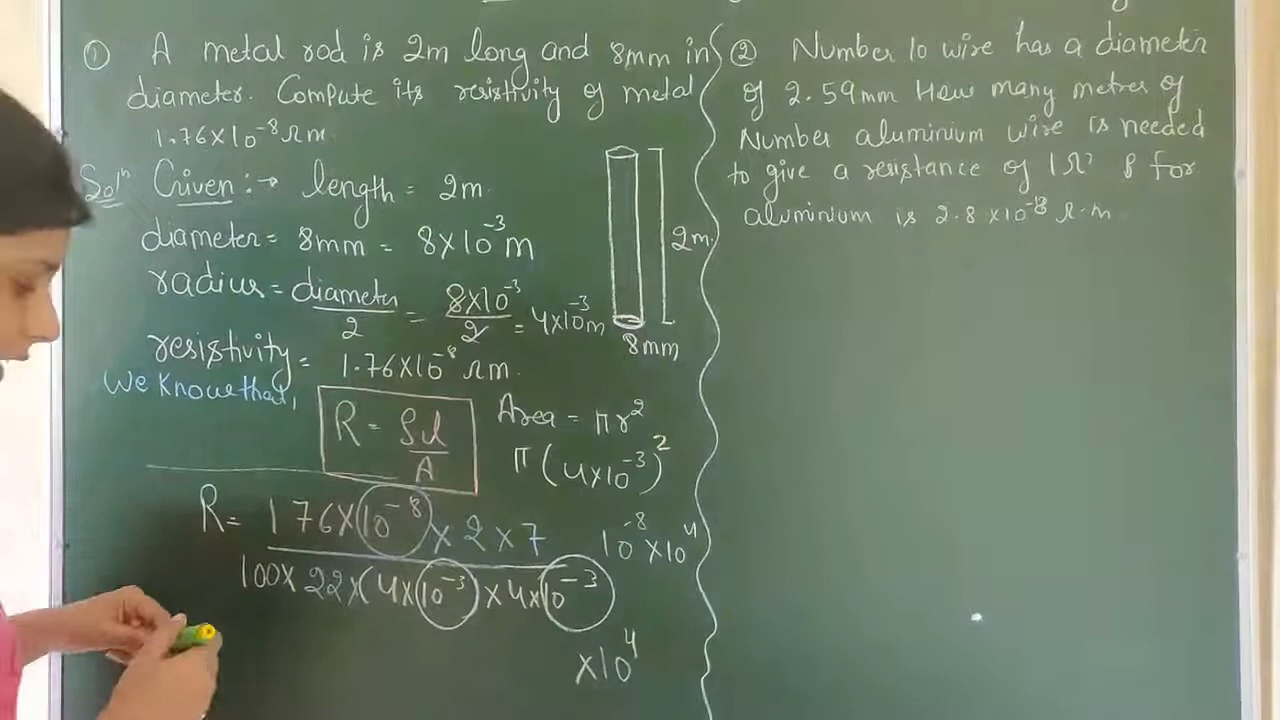 ① A metal rod is 2m long and 8mm in
diameter. Compute its resistivity of metal
1.76×10⁻⁸ Ωm
Solⁿ Given :→ length = 2m
diameter = 8mm = 8×10⁻³m
radius = diameter/2 = 8×10⁻³/2 = 4×10⁻³m
resistivity = 1.76×10⁻⁸ Ωm.
We know that,
R = ρl/A
Area = πr²
π(4×10⁻³)²
R = 176×10⁻⁸ × 2 × 7
100×22×(4×10⁻³ × 4×10⁻³
10⁻⁸×10⁴
×10⁴
2m
8mm
② Number 10 wire has a diameter
of 2.59mm How many metres of
Number aluminium wire is needed
to give a resistance of 1Ω? ρ for
aluminium is 2.8×10⁻⁸ Ω·m